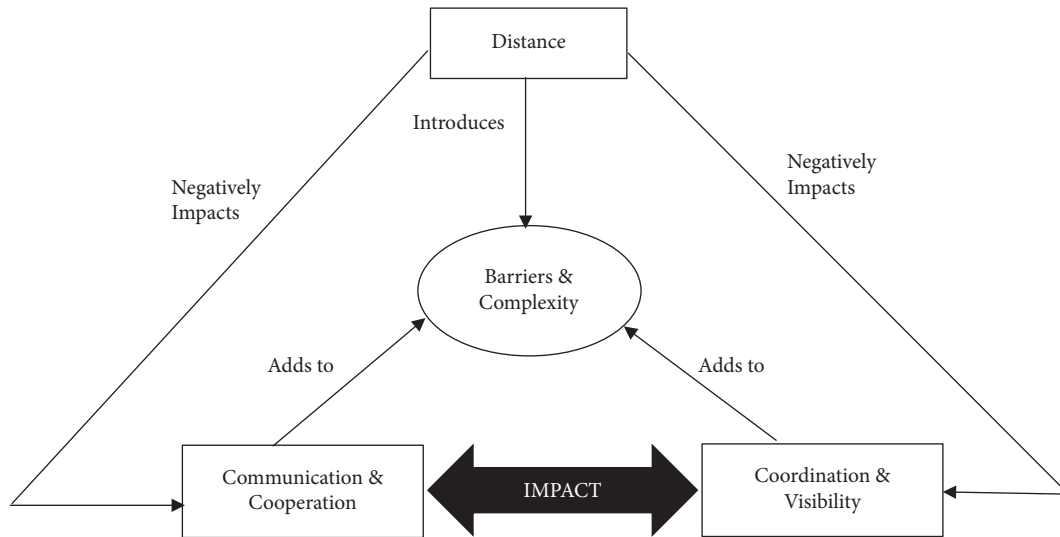 Distance
Introduces
Negatively
Impacts
Negatively
Impacts
Barriers &
Complexity
Adds to
Adds to
Communication &
Cooperation
IMPACT
Coordination &
Visibility